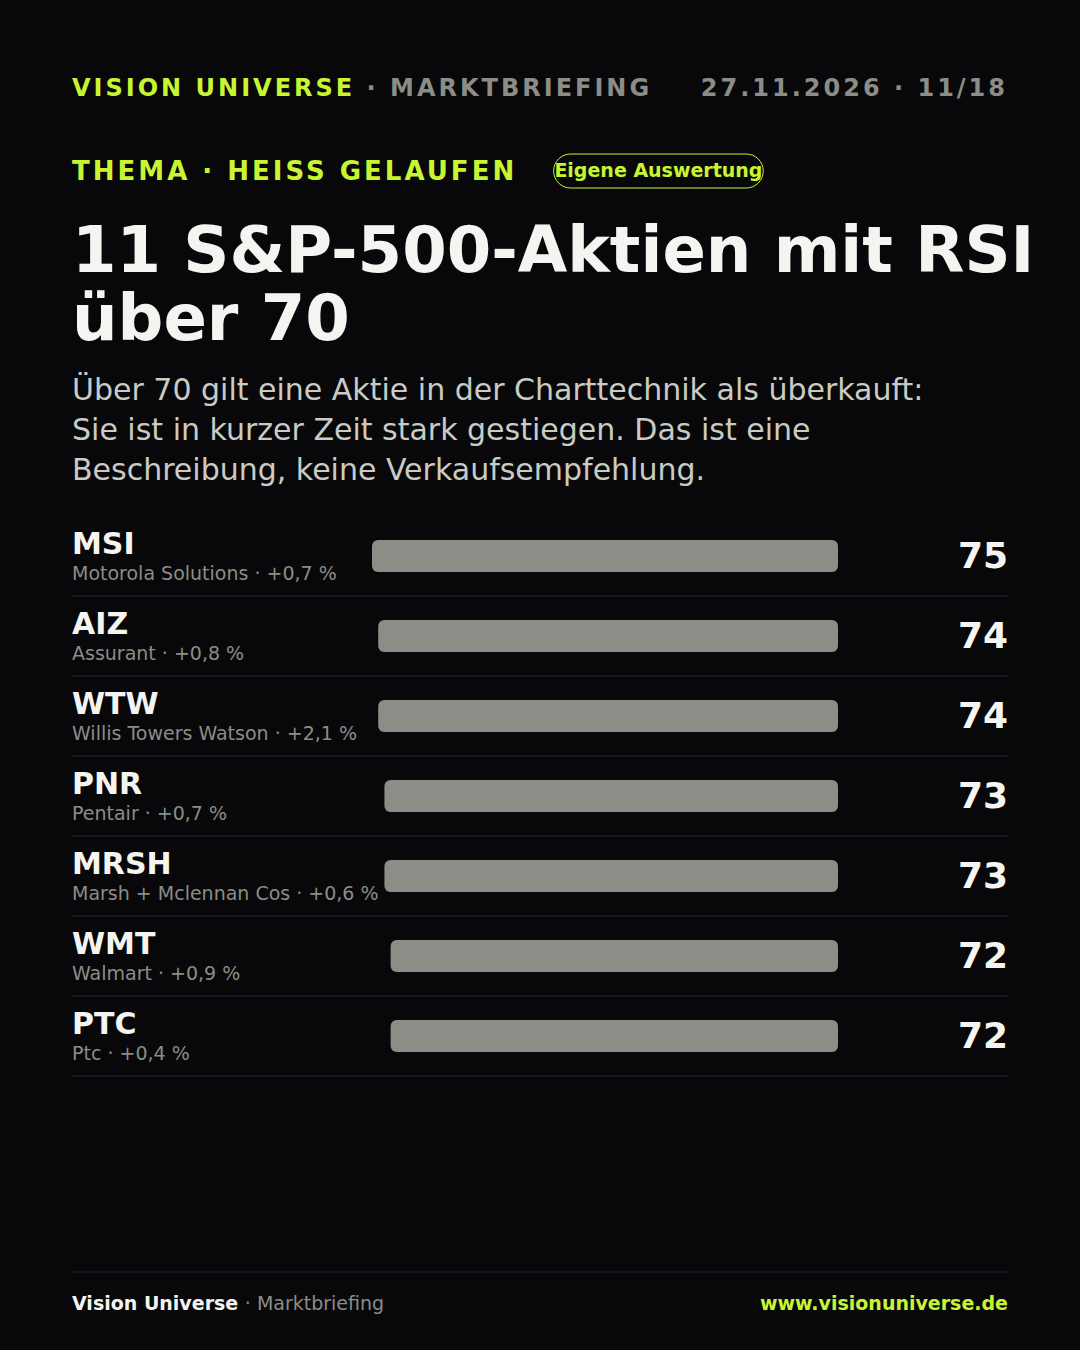 VISION UNIVERSE · MARKTBRIEFING 27.11.2026 · 11/18
THEMA · HEISS GELAUFEN Eigene Auswertung
11 S&P-500-Aktien mit RSI
über 70
Über 70 gilt eine Aktie in der Charttechnik als überkauft:
Sie ist in kurzer Zeit stark gestiegen. Das ist eine
Beschreibung, keine Verkaufsempfehlung.
MSI
Motorola Solutions · +0,7 %
75
AIZ
Assurant · +0,8 %
74
WTW
Willis Towers Watson · +2,1 %
74
PNR
Pentair · +0,7 %
73
MRSH
Marsh + Mclennan Cos · +0,6 %
73
WMT
Walmart · +0,9 %
72
PTC
Ptc · +0,4 %
72
Vision Universe · Marktbriefing www.visionuniverse.de